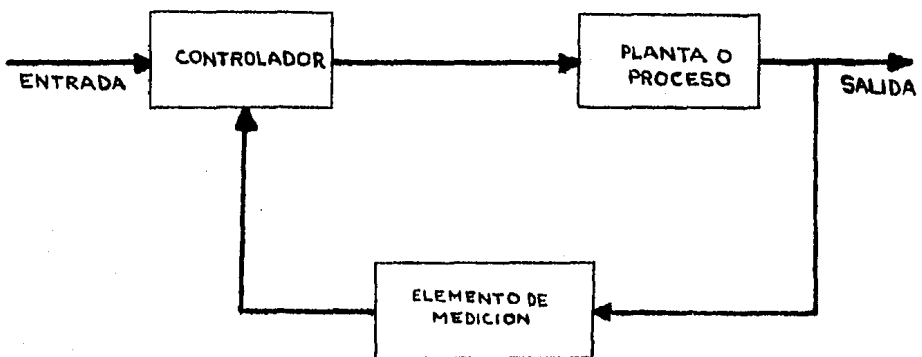 CONTROLADOR
PLANTA O
PROCESO
ENTRADA
SALIDA
ELEMENTO DE
MEDICION